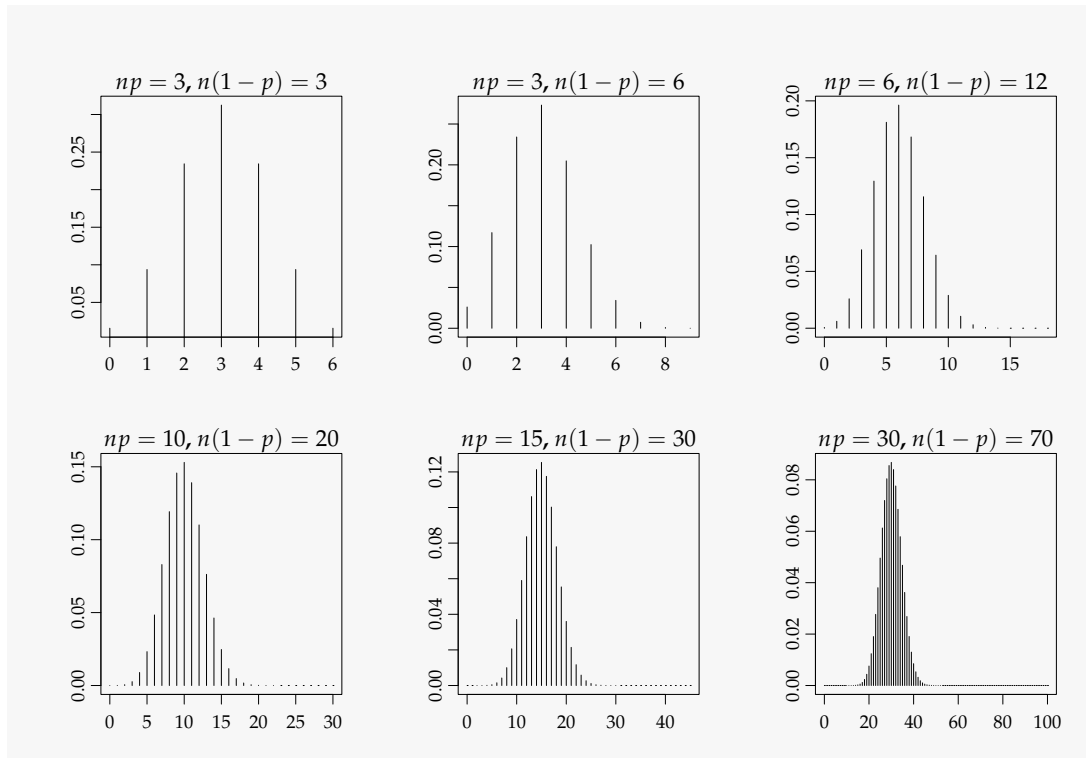 np = 3, n(1 − p) = 3
0.05 0.15 0.25
0 1 2 3 4 5 6
np = 3, n(1 − p) = 6
0.00 0.10 0.20
0 2 4 6 8
np = 6, n(1 − p) = 12
0.00 0.05 0.10 0.15 0.20
0 5 10 15
np = 10, n(1 − p) = 20
0.00 0.05 0.10 0.15
0 5 10 15 20 25 30
np = 15, n(1 − p) = 30
0.00 0.04 0.08 0.12
0 10 20 30 40
np = 30, n(1 − p) = 70
0.00 0.02 0.04 0.06 0.08
0 20 40 60 80 100